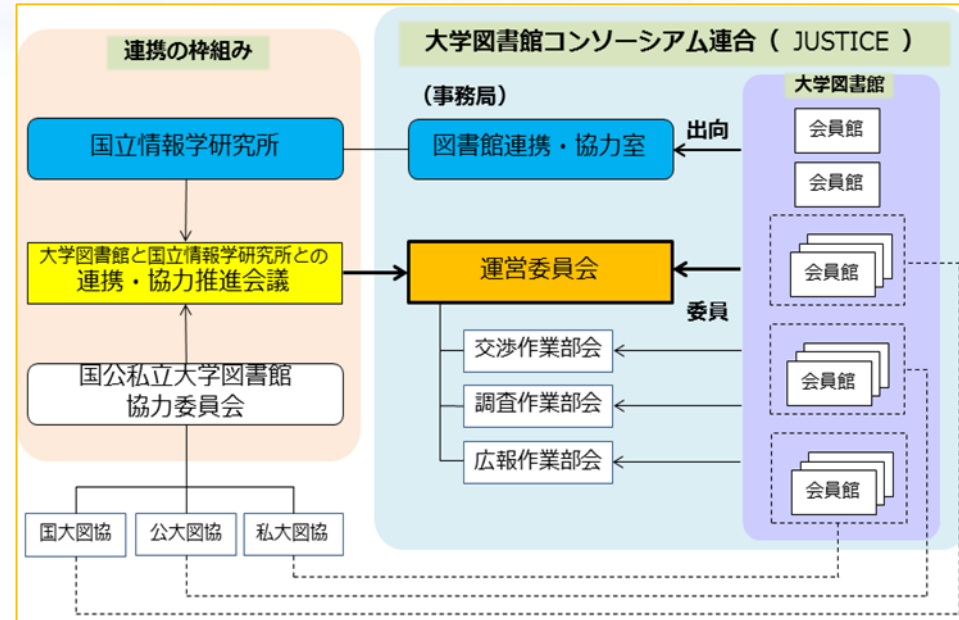 連携の枠組み
国立情報学研究所
大学図書館と国立情報学研究所との
連携・協力推進会議
国公私立大学図書館
協力委員会
国大図協
公大図協
私大図協
大学図書館コンソーシアム連合（ JUSTICE ）
（事務局）
図書館連携・協力室
出向
運営委員会
委員
交渉作業部会
調査作業部会
広報作業部会
大学図書館
会員館
会員館
会員館
会員館
会員館